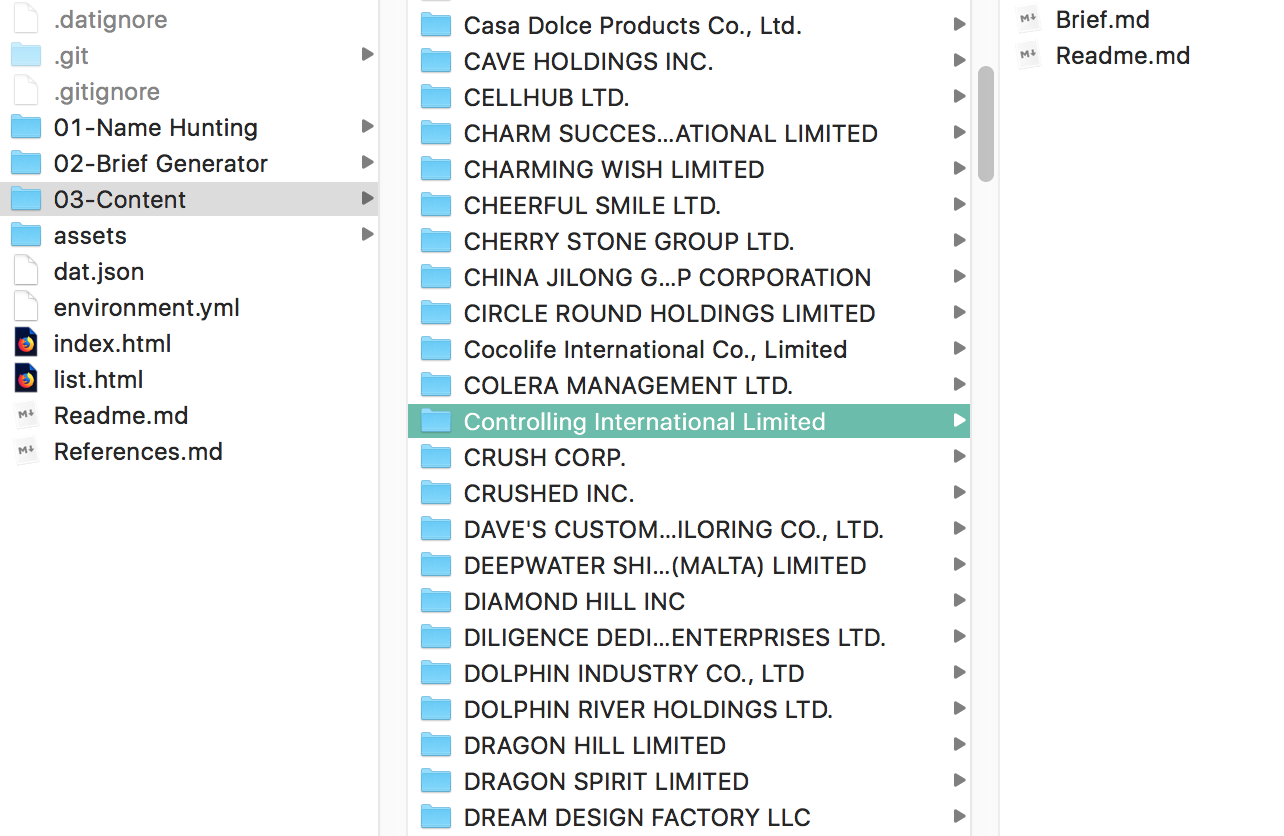 .datignore
.git
.gitignore
01-Name Hunting
02-Brief Generator
03-Content
assets
dat.json
environment.yml
index.html
list.html
Readme.md
References.md
Casa Dolce Products Co., Ltd.
CAVE HOLDINGS INC.
CELLHUB LTD.
CHARM SUCCES...ATIONAL LIMITED
CHARMING WISH LIMITED
CHEERFUL SMILE LTD.
CHERRY STONE GROUP LTD.
CHINA JILONG G...P CORPORATION
CIRCLE ROUND HOLDINGS LIMITED
Cocolife International Co., Limited
COLERA MANAGEMENT LTD.
Controlling International Limited
CRUSH CORP.
CRUSHED INC.
DAVE'S CUSTOM...ILORING CO., LTD.
DEEPWATER SHI...(MALTA) LIMITED
DIAMOND HILL INC
DILIGENCE DEDI...ENTERPRISES LTD.
DOLPHIN INDUSTRY CO., LTD
DOLPHIN RIVER HOLDINGS LTD.
DRAGON HILL LIMITED
DRAGON SPIRIT LIMITED
DREAM DESIGN FACTORY LLC
Brief.md
Readme.md